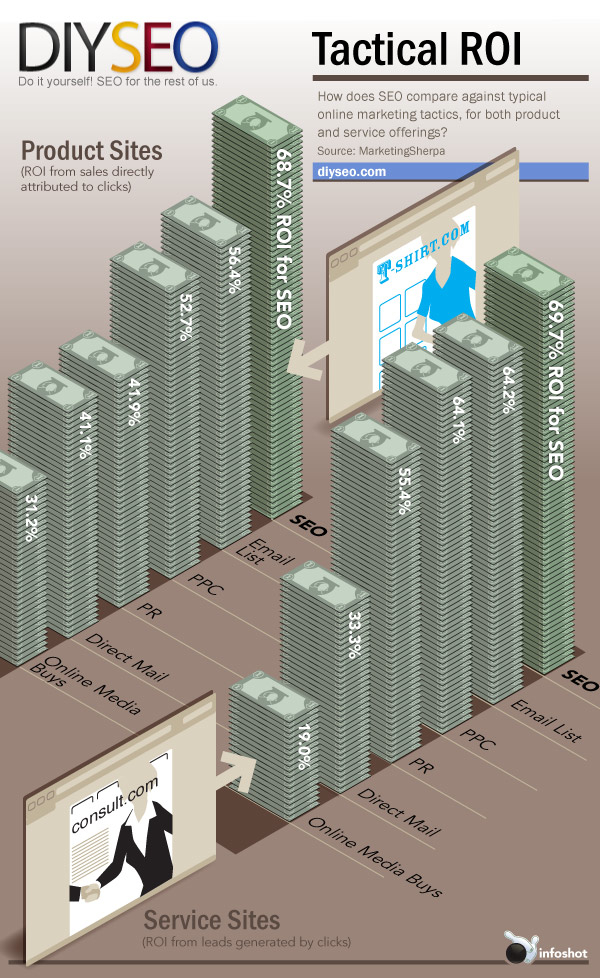 DIYSEO
Do it yourself! SEO for the rest of us.
Tactical ROI
How does SEO compare against typical
online marketing tactics, for both product
and service offerings?
Source: MarketingSherpa
diyseo.com
Product Sites
(ROI from sales directly
attributed to clicks)
68.7% ROI for SEO
56.4%
52.7%
41.9%
41.1%
31.2%
SEO
Email
List
PPC
PR
Direct Mail
Online Media
Buys
T-SHIRT.COM
69.7% ROI for SEO
64.2%
64.1%
55.4%
33.3%
19.0%
SEO
Email List
PPC
PR
Direct Mail
Online Media Buys
consult.com
Service Sites
(ROI from leads generated by clicks)
infoshot